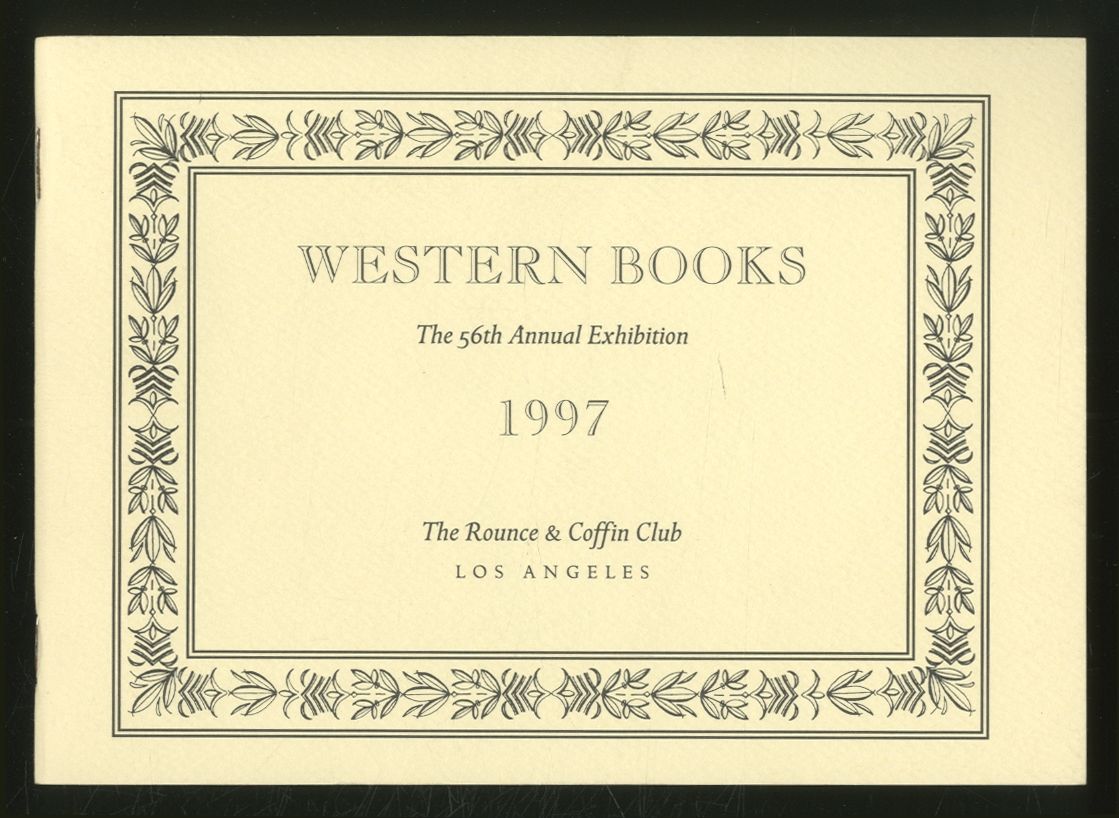 WESTERN BOOKS
The 56th Annual Exhibition
1997
The Rounce & Coffin Club
LOS ANGELES